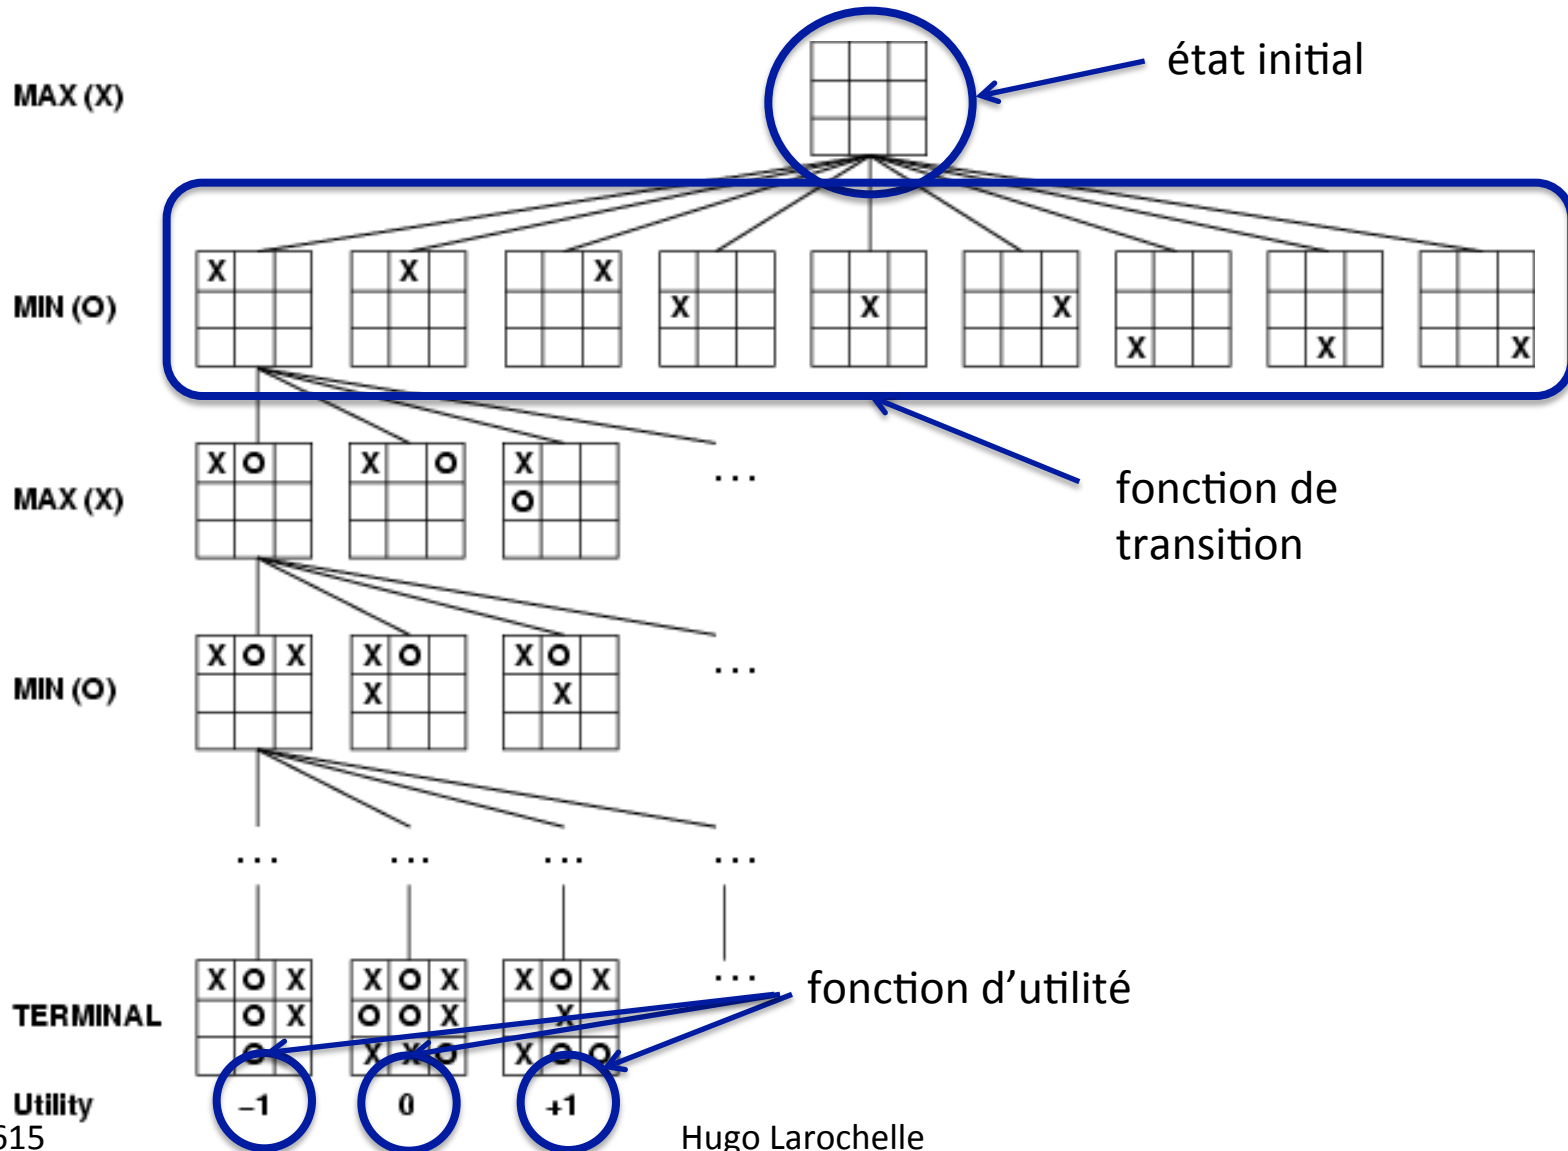 MAX (X)
état initial
X X X X X X X X X
MIN (O)
X O X O X
O
...
MAX (X)
fonction de
transition
X O X X O X O
X X
...
MIN (O)
... ... ... ...
X O X X O X X O X ...
fonction d'utilité
TERMINAL
O X O O X X
O X X O X O O
Utility
–1 0 +1
615
Hugo Larochelle